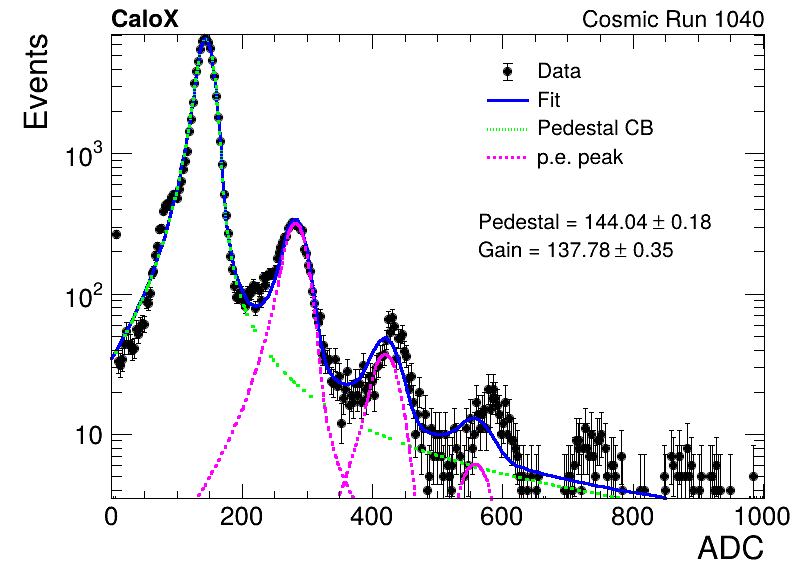 CaloX Cosmic Run 1040
Events
Data
Fit
Pedestal CB
p.e. peak
Pedestal = 144.04 ± 0.18
Gain = 137.78 ± 0.35
10³
10²
10
0 200 400 600 800 1000
ADC